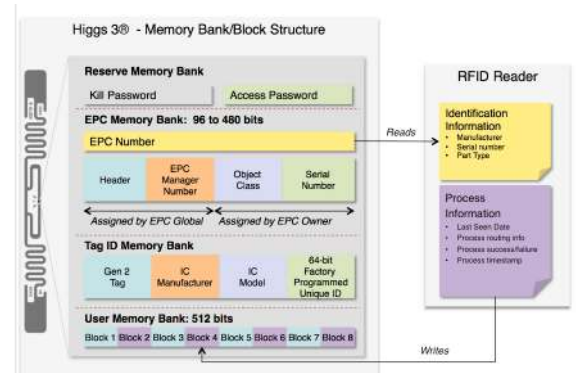 Higgs 3® - Memory Bank/Block Structure
Reserve Memory Bank
Kill Password
Access Password
EPC Memory Bank: 96 to 480 bits
EPC Number
Header
EPC
Manager
Number
Object
Class
Serial
Number
Assigned by EPC Global
Assigned by EPC Owner
Tag ID Memory Bank
Gen 2
Tag
IC
Manufacturer
IC
Model
64-bit
Factory
Programmed
Unique ID
User Memory Bank: 512 bits
Block 1 Block 2 Block 3 Block 4 Block 5 Block 6 Block 7 Block 8
Reads
Writes
RFID Reader
Identification
Information
• Manufacturer
• Serial number
• Part Type
Process
Information
• Last Seen Date
• Process routing info
• Process success/failure
• Process timestamp